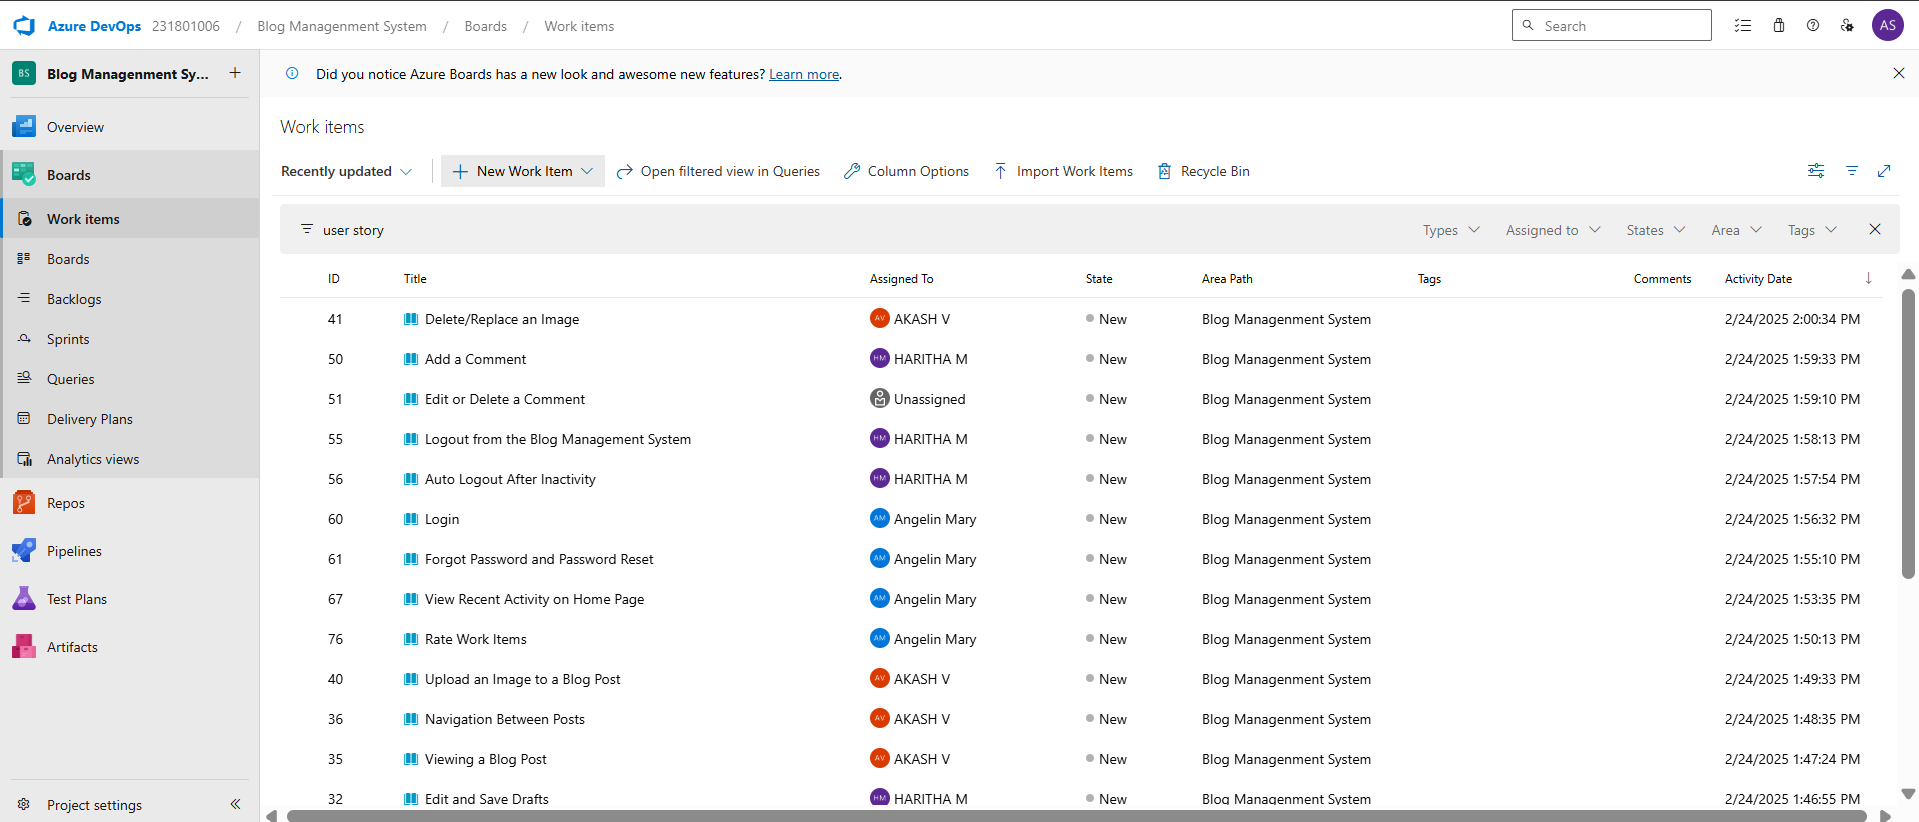 Azure DevOps 231801006 / Blog Managenment System / Boards / Work items
Search
AS
BS Blog Managenment Sy... +
Did you notice Azure Boards has a new look and awesome new features? Learn more.
Overview
Boards
Work items
Boards
Backlogs
Sprints
Queries
Delivery Plans
Analytics views
Repos
Pipelines
Test Plans
Artifacts
Project settings
Work items
Recently updated New Work Item Open filtered view in Queries Column Options Import Work Items Recycle Bin
user story Types Assigned to States Area Tags
ID Title Assigned To State Area Path Tags Comments Activity Date
41 Delete/Replace an Image AV AKASH V New Blog Managenment System 2/24/2025 2:00:34 PM
50 Add a Comment HM HARITHA M New Blog Managenment System 2/24/2025 1:59:33 PM
51 Edit or Delete a Comment Unassigned New Blog Managenment System 2/24/2025 1:59:10 PM
55 Logout from the Blog Management System HM HARITHA M New Blog Managenment System 2/24/2025 1:58:13 PM
56 Auto Logout After Inactivity HM HARITHA M New Blog Managenment System 2/24/2025 1:57:54 PM
60 Login AM Angelin Mary New Blog Managenment System 2/24/2025 1:56:32 PM
61 Forgot Password and Password Reset AM Angelin Mary New Blog Managenment System 2/24/2025 1:55:10 PM
67 View Recent Activity on Home Page AM Angelin Mary New Blog Managenment System 2/24/2025 1:53:35 PM
76 Rate Work Items AM Angelin Mary New Blog Managenment System 2/24/2025 1:50:13 PM
40 Upload an Image to a Blog Post AV AKASH V New Blog Managenment System 2/24/2025 1:49:33 PM
36 Navigation Between Posts AV AKASH V New Blog Managenment System 2/24/2025 1:48:35 PM
35 Viewing a Blog Post AV AKASH V New Blog Managenment System 2/24/2025 1:47:24 PM
32 Edit and Save Drafts HM HARITHA M New Blog Managenment System 2/24/2025 1:46:55 PM